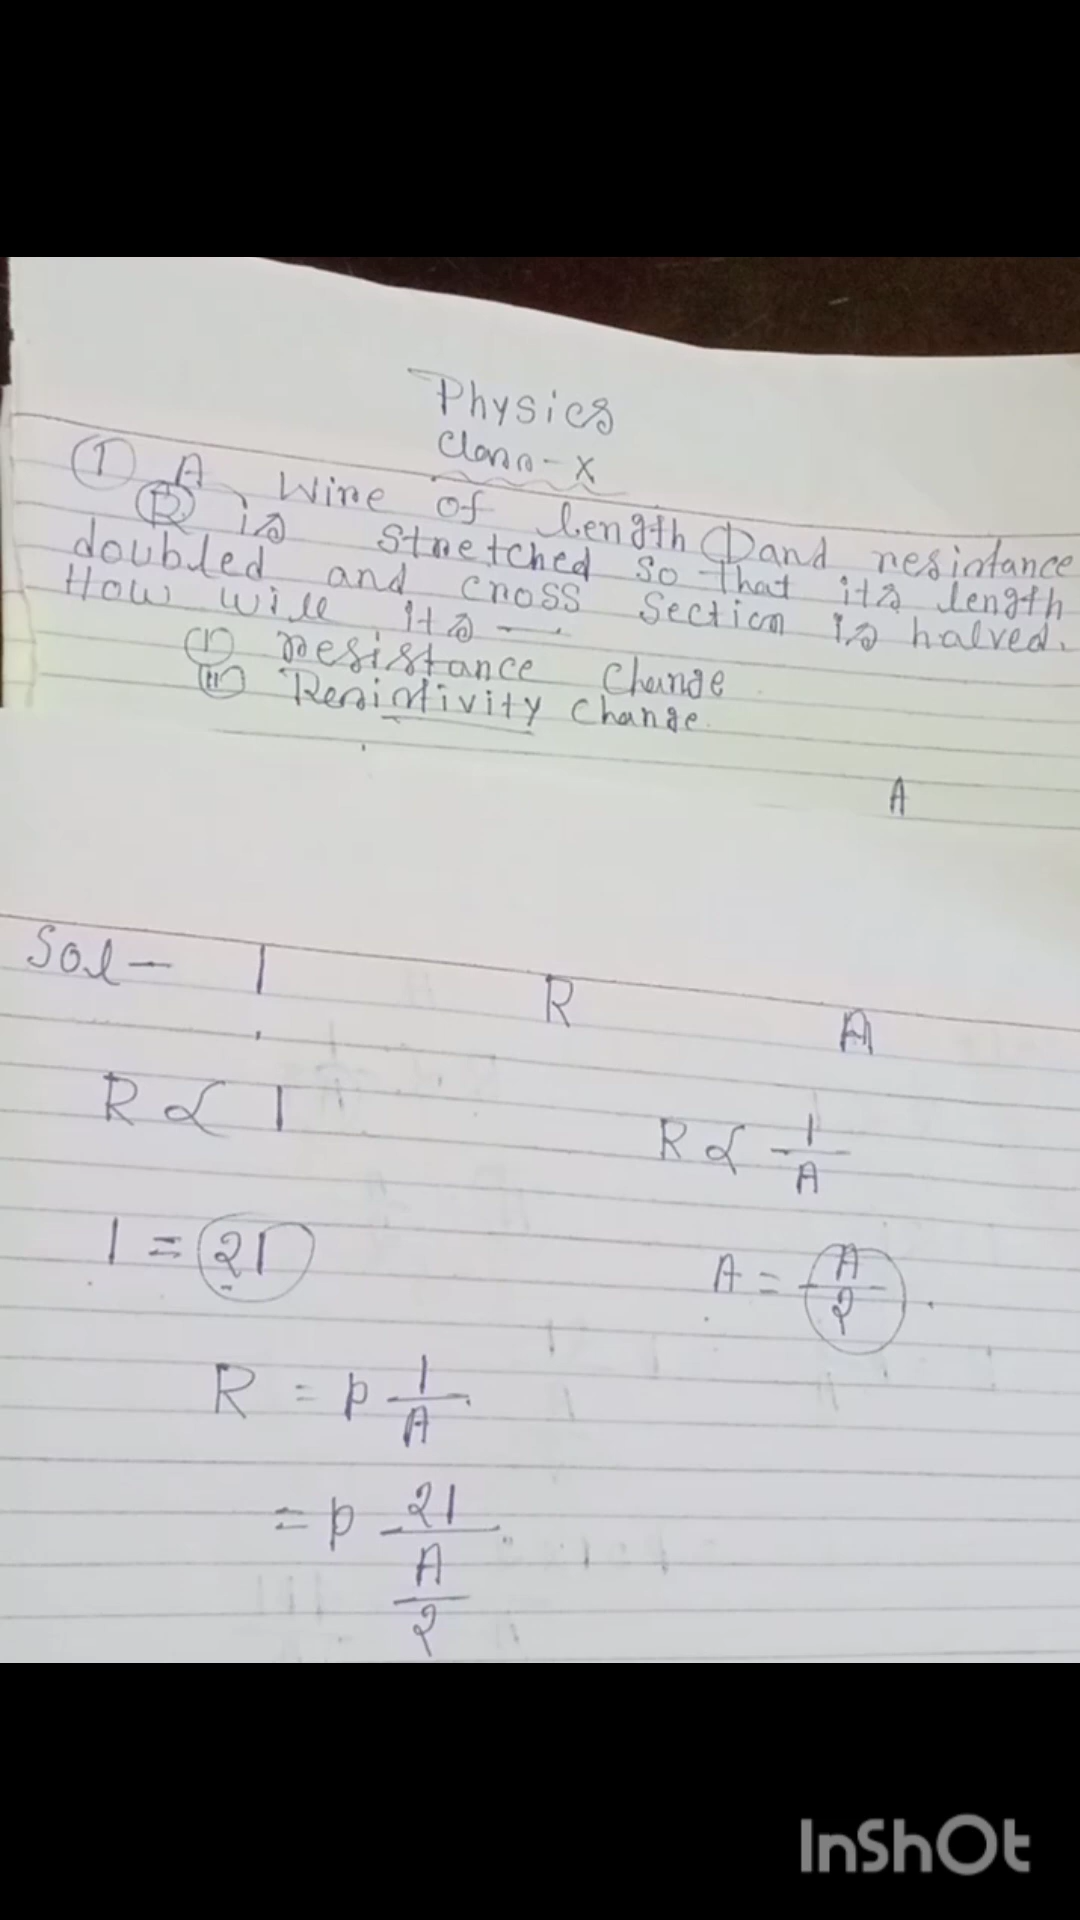 Physics
Class-X
① A wire of length ⓛ and resistance
Ⓡ is stretched so that its length
doubled and cross section is halved.
How will its —
(I) resistance change
(II) Resistivity change.
A
Sol - l R A
R ∝ l R ∝ 1/A
l = 2l A = A/2
R = ρ l/A
= ρ 2l/A/2
InShOt